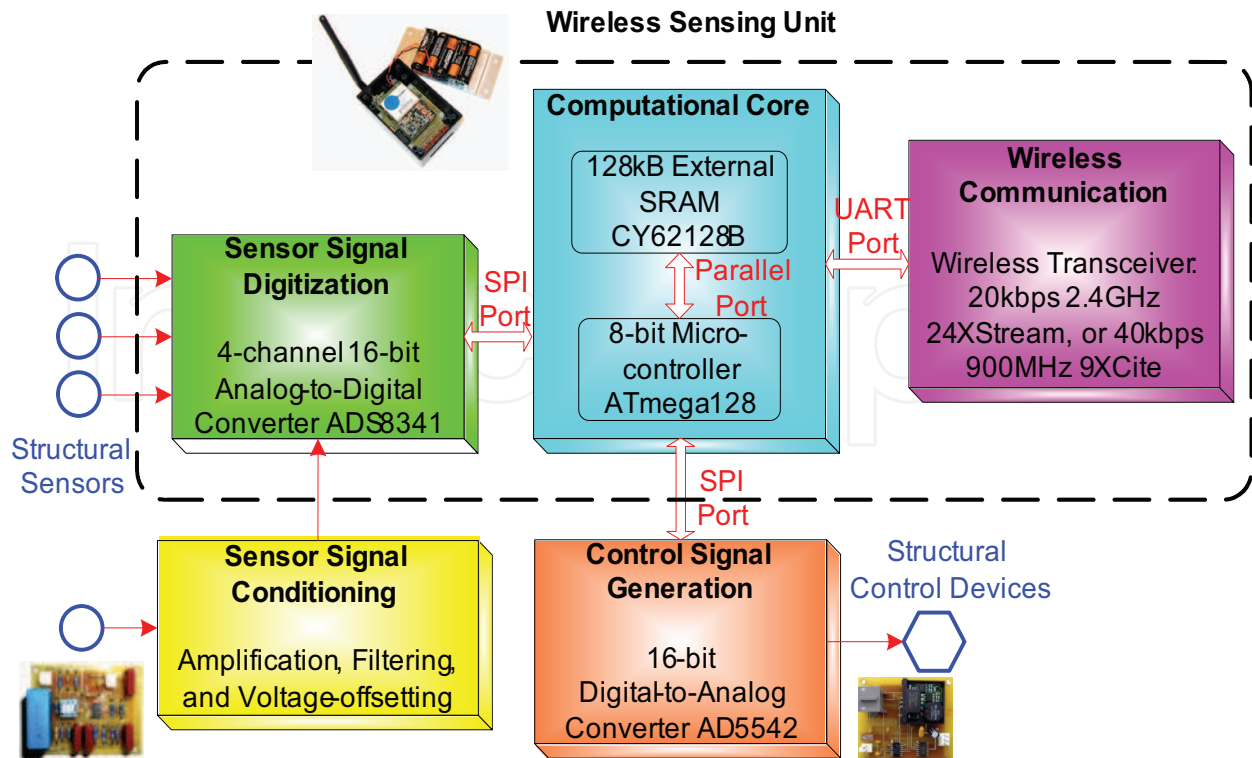 Wireless Sensing Unit
Computational Core
128kB External
SRAM
CY62128B
Parallel
Port
8-bit Micro-
controller
ATmega128
Wireless
Communication
Wireless Transceiver:
20kbps 2.4GHz
24XStream, or 40kbps
900MHz 9XCite
UART
Port
Sensor Signal
Digitization
4-channel 16-bit
Analog-to-Digital
Converter ADS8341
SPI
Port
Structural
Sensors
SPI
Port
Sensor Signal
Conditioning
Amplification, Filtering,
and Voltage-offsetting
Control Signal
Generation
16-bit
Digital-to-Analog
Converter AD5542
Structural
Control Devices